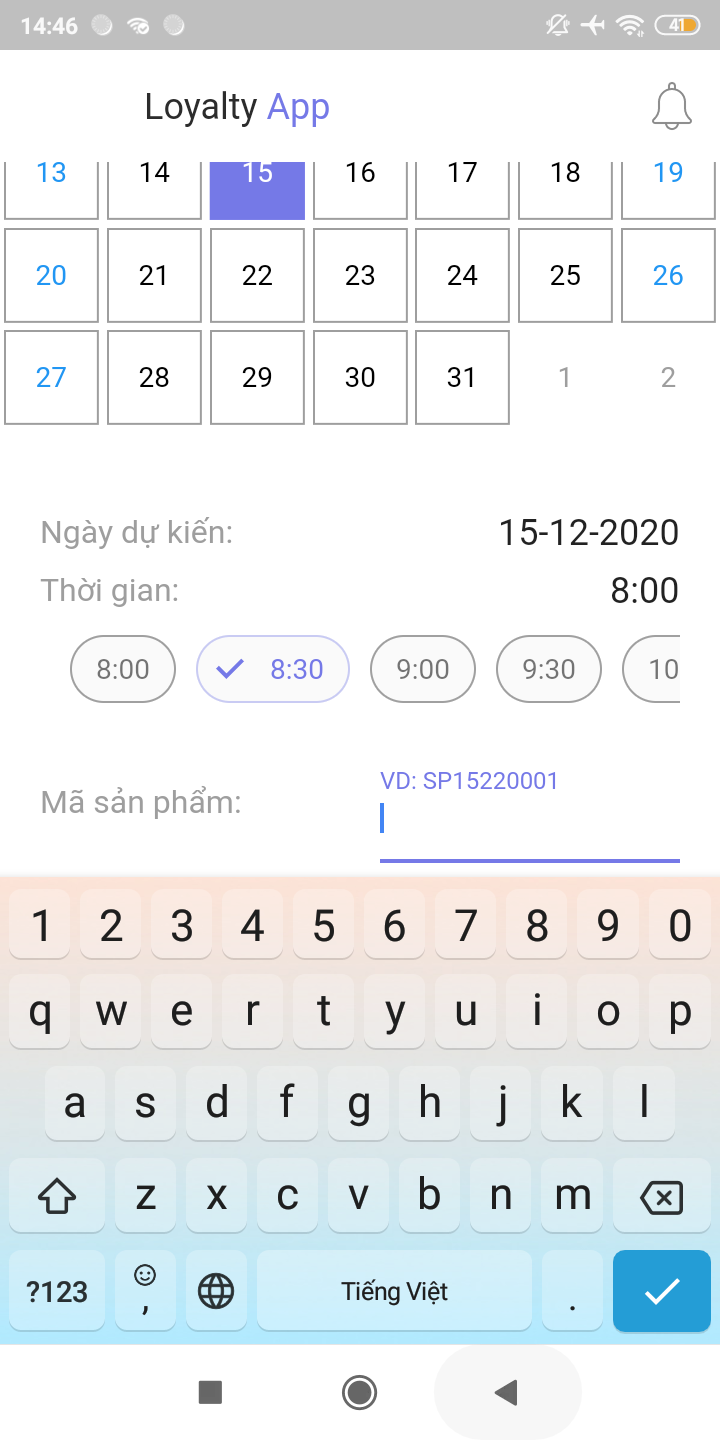 14:46 41
Loyalty App
13 14 15 16 17 18 19
20 21 22 23 24 25 26
27 28 29 30 31 1 2
Ngày dự kiến: 15-12-2020
Thời gian: 8:00
8:00 8:30 9:00 9:30 10
VD: SP15220001
Mã sản phẩm:
1 2 3 4 5 6 7 8 9 0
q w e r t y u i o p
a s d f g h j k l
z x c v b n m
?123 , Tiếng Việt .